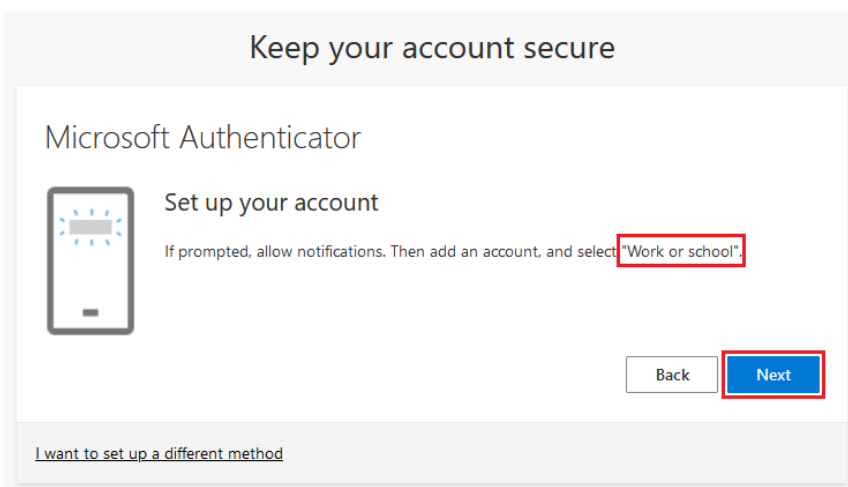 Keep your account secure
Microsoft Authenticator
Set up your account
If prompted, allow notifications. Then add an account, and select "Work or school".
Back
Next
I want to set up a different method